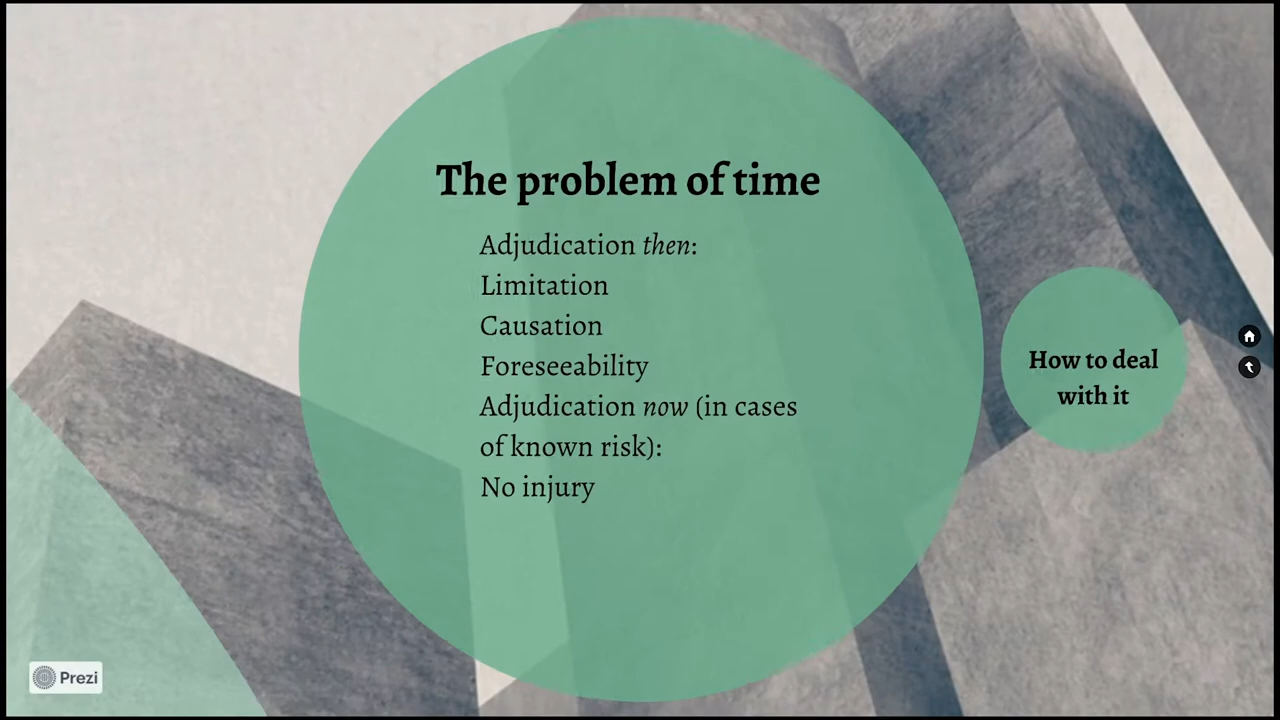 The problem of time
Adjudication then:
Limitation
Causation
Foreseeability
Adjudication now (in cases
of known risk):
No injury
How to deal
with it
Prezi